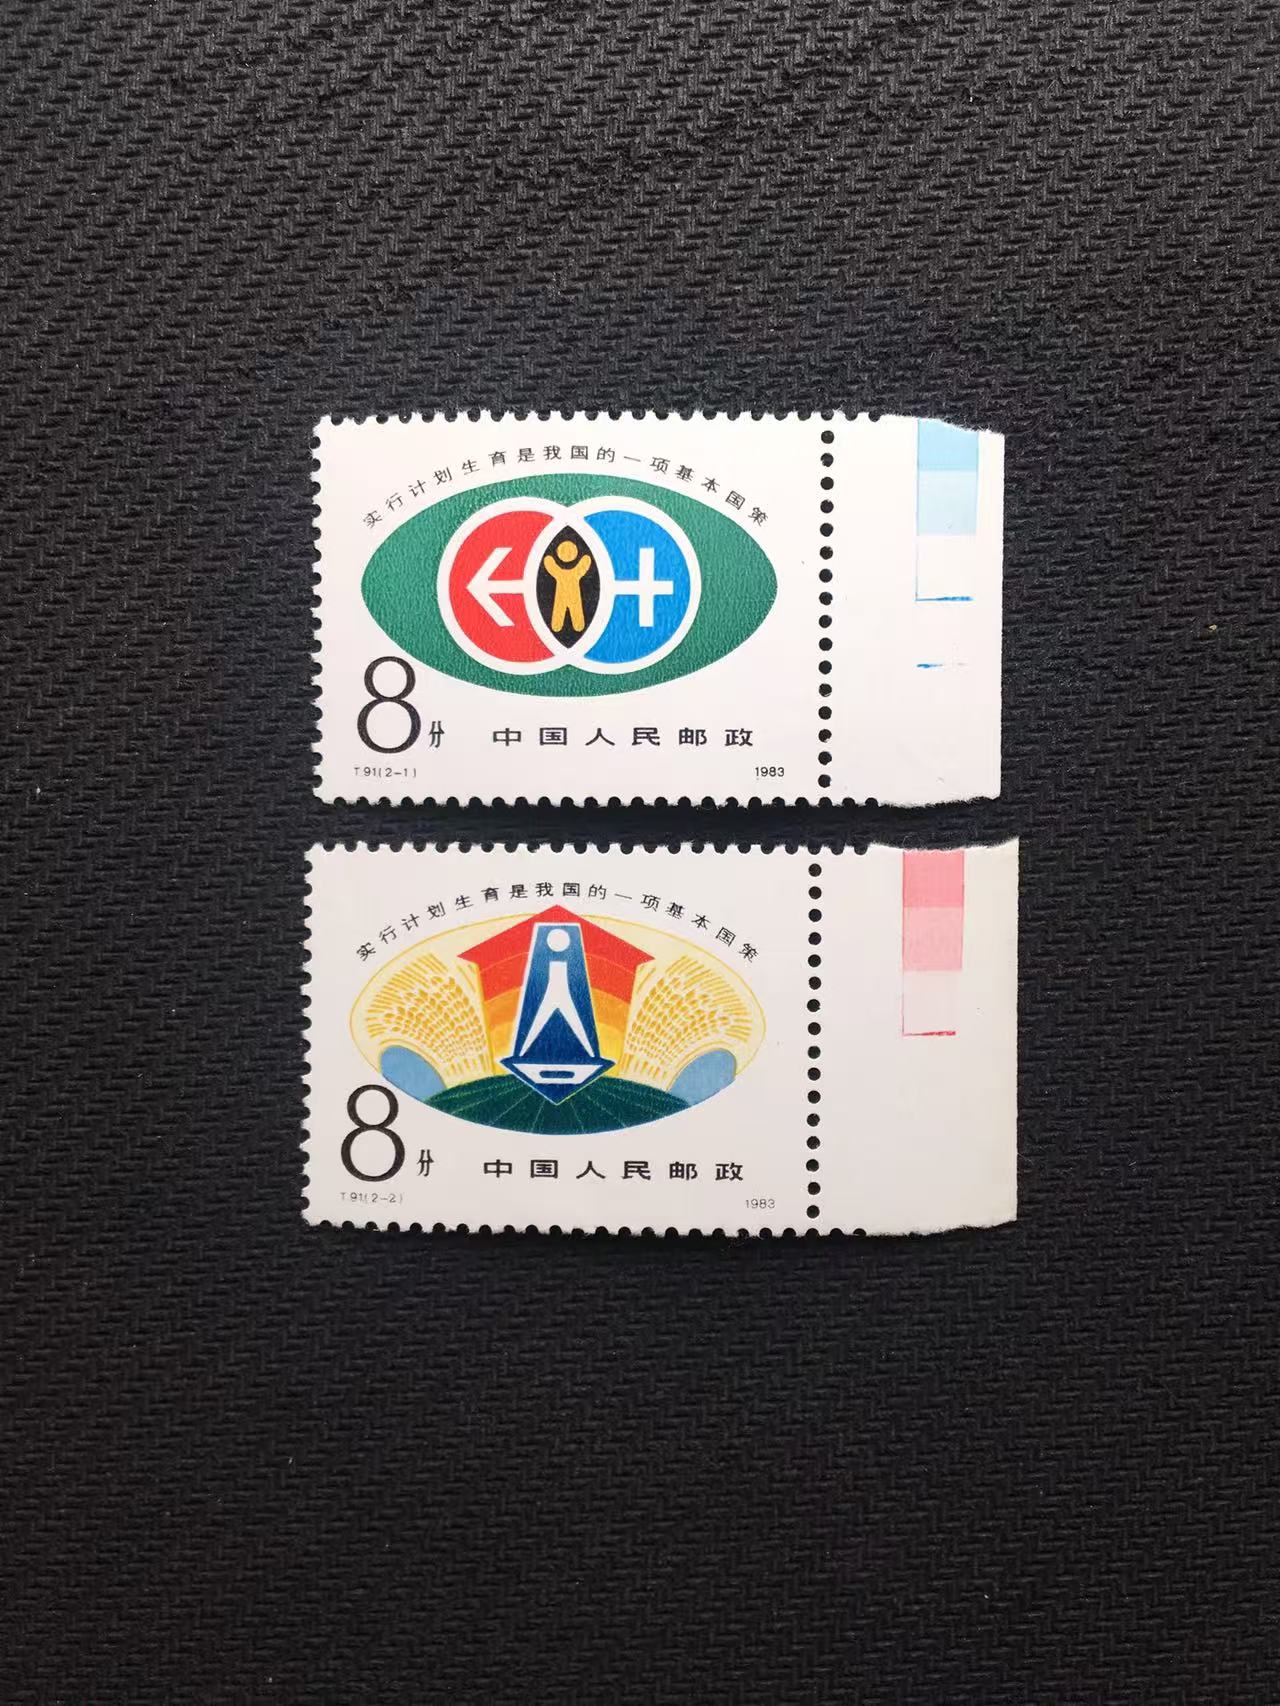 实行计划生育是我国的一项基本国策
8分
中国人民邮政
T.91(2-1)
1983
实行计划生育是我国的一项基本国策
8分
中国人民邮政
T.91(2-2)
1983